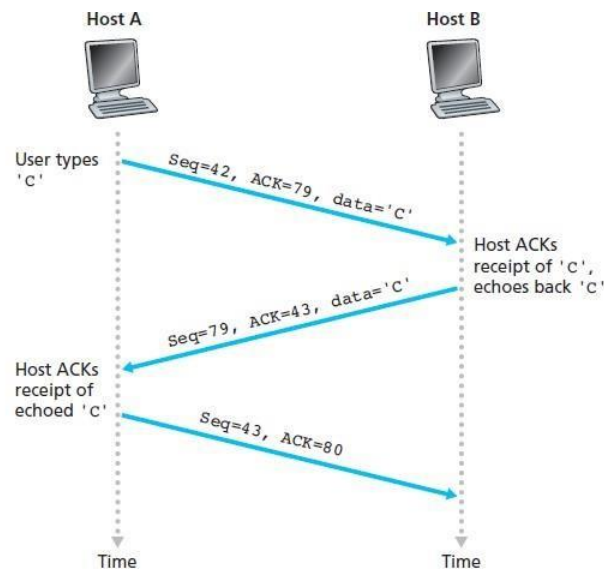 Host A
Host B
User types
'C'
Seq=42, ACK=79, data='C'
Host ACKs
receipt of 'C',
echoes back 'C'
Seq=79, ACK=43, data='C'
Host ACKs
receipt of
echoed 'C'
Seq=43, ACK=80
Time
Time